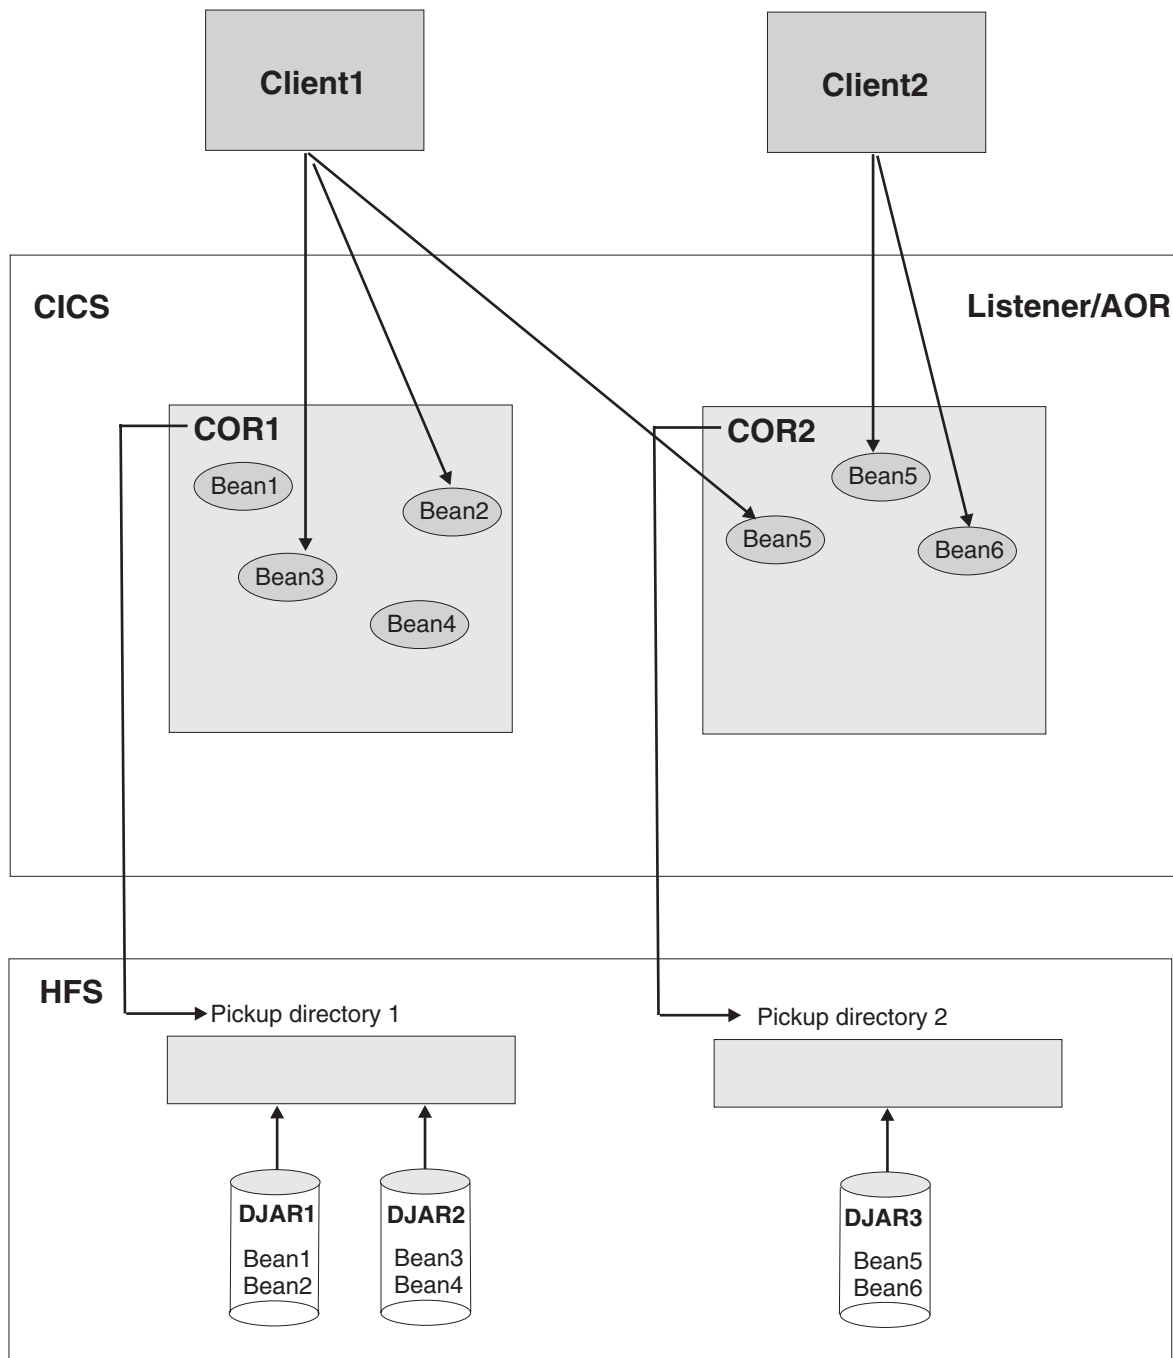 Client1
Client2
CICS
Listener/AOR
COR1
COR2
Bean1
Bean2
Bean3
Bean4
Bean5
Bean5
Bean6
HFS
Pickup directory 1
Pickup directory 2
DJAR1
Bean1
Bean2
DJAR2
Bean3
Bean4
DJAR3
Bean5
Bean6